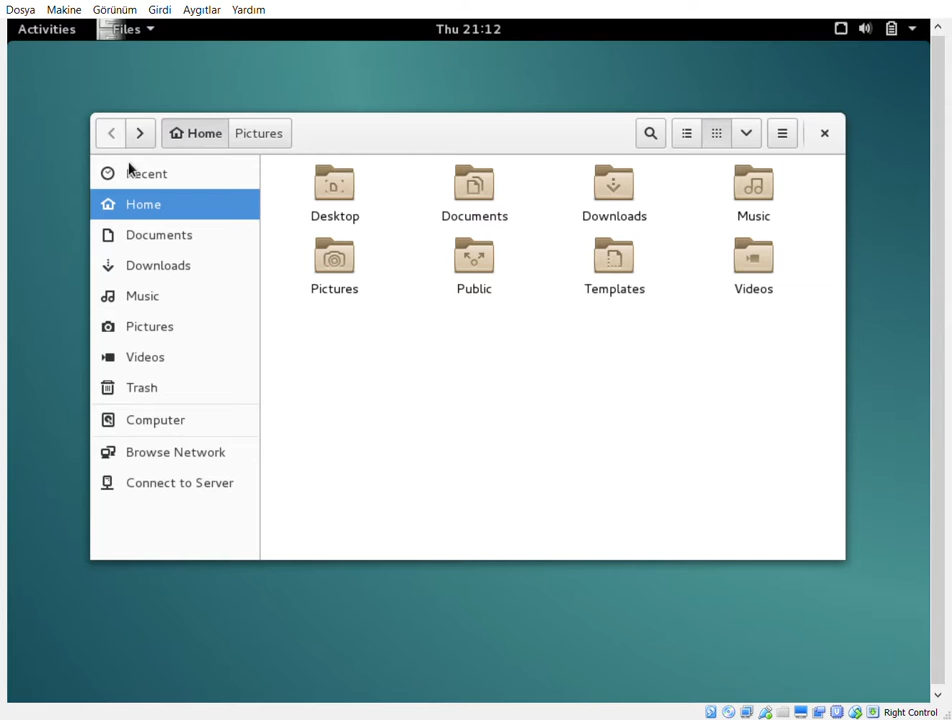 Dosya Makine Görünüm Girdi Aygıtlar Yardım
Activities Files Thu 21:12
Home Pictures
Recent
Home
Documents
Downloads
Music
Pictures
Videos
Trash
Computer
Browse Network
Connect to Server
Desktop Documents Downloads Music
Pictures Public Templates Videos
Right Control